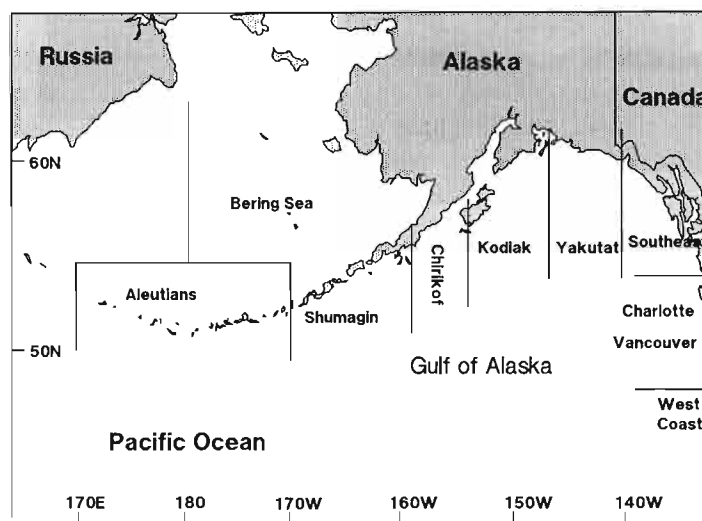 Russia
Alaska
Canada
60N
Bering Sea
Kodiak
Yakutat
Southeas
Chirikof
Aleutians
Shumagin
Charlotte
Vancouver
50N
Gulf of Alaska
West
Coast
Pacific Ocean
170E
180
170W
160W
150W
140W